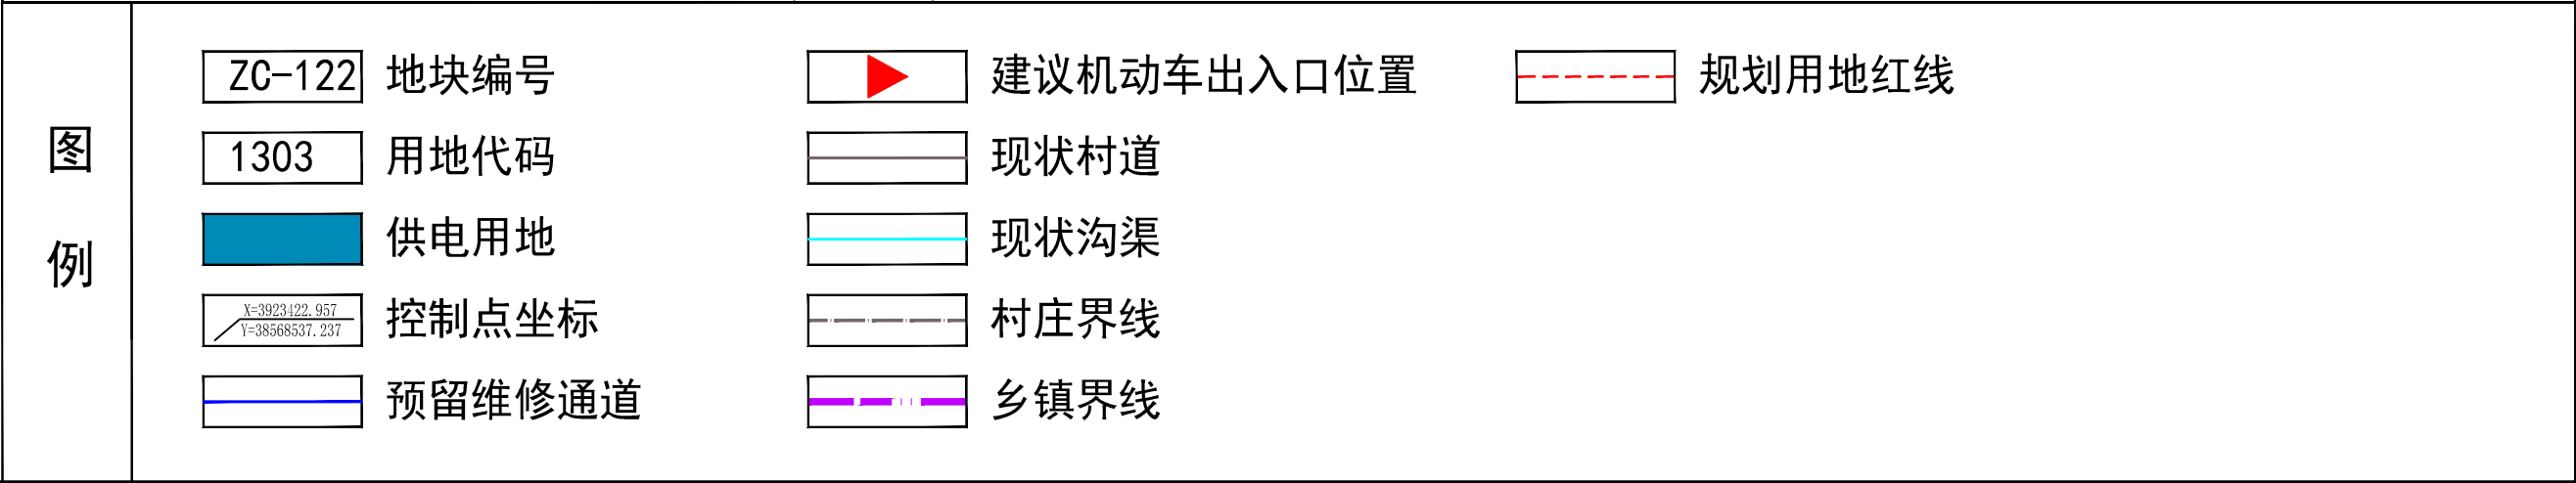 图例
ZC-122 地块编号
1303 用地代码
供电用地
X=3923422.957
Y=38568537.237
控制点坐标
预留维修通道
建议机动车出入口位置
现状村道
现状沟渠
村庄界线
乡镇界线
规划用地红线